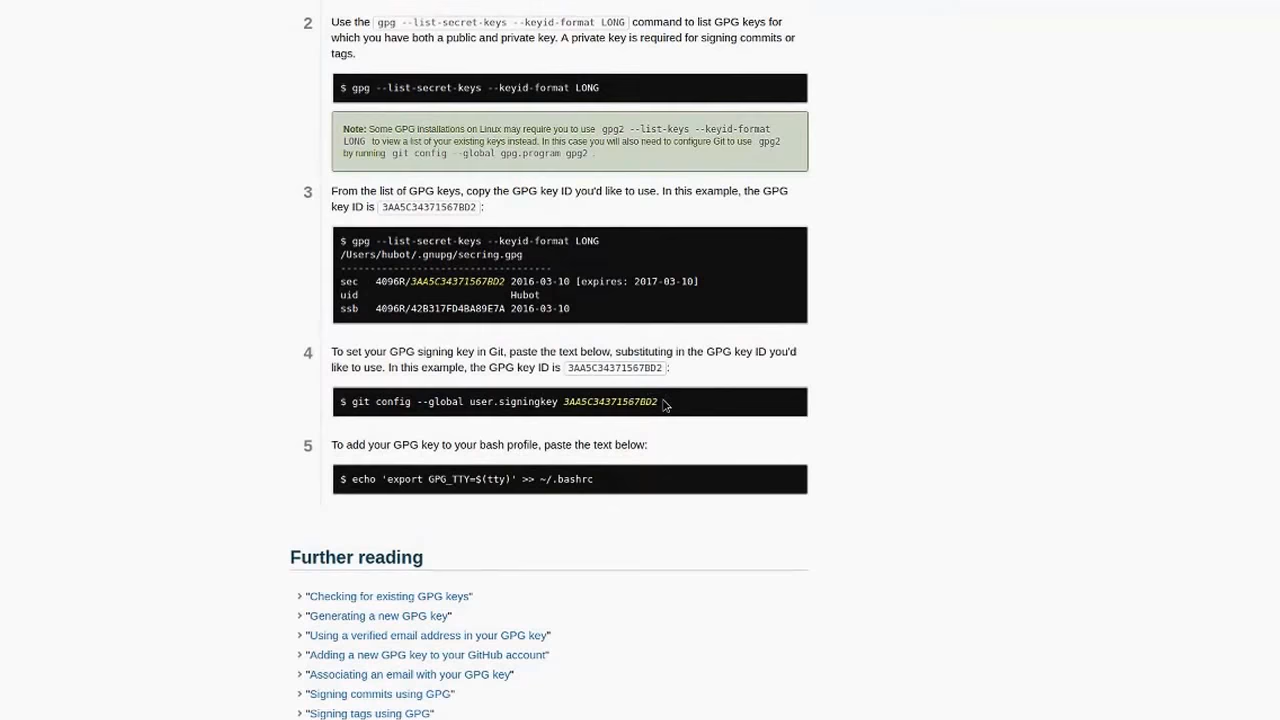 2 Use the gpg --list-secret-keys --keyid-format LONG command to list GPG keys for
which you have both a public and private key. A private key is required for signing commits or
tags.
$ gpg --list-secret-keys --keyid-format LONG
Note: Some GPG installations on Linux may require you to use gpg2 --list-keys --keyid-format
LONG to view a list of your existing keys instead. In this case you will also need to configure Git to use gpg2
by running git config --global gpg.program gpg2 .
3 From the list of GPG keys, copy the GPG key ID you'd like to use. In this example, the GPG
key ID is 3AA5C34371567BD2 :
$ gpg --list-secret-keys --keyid-format LONG
/Users/hubot/.gnupg/secring.gpg
------------------------------------
sec 4096R/3AA5C34371567BD2 2016-03-10 [expires: 2017-03-10]
uid Hubot
ssb 4096R/42B317FD4BA89E7A 2016-03-10
4 To set your GPG signing key in Git, paste the text below, substituting in the GPG key ID you'd
like to use. In this example, the GPG key ID is 3AA5C34371567BD2 :
$ git config --global user.signingkey 3AA5C34371567BD2
5 To add your GPG key to your bash profile, paste the text below:
$ echo 'export GPG_TTY=$(tty)' >> ~/.bashrc
Further reading
› "Checking for existing GPG keys"
› "Generating a new GPG key"
› "Using a verified email address in your GPG key"
› "Adding a new GPG key to your GitHub account"
› "Associating an email with your GPG key"
› "Signing commits using GPG"
› "Signing tags using GPG"